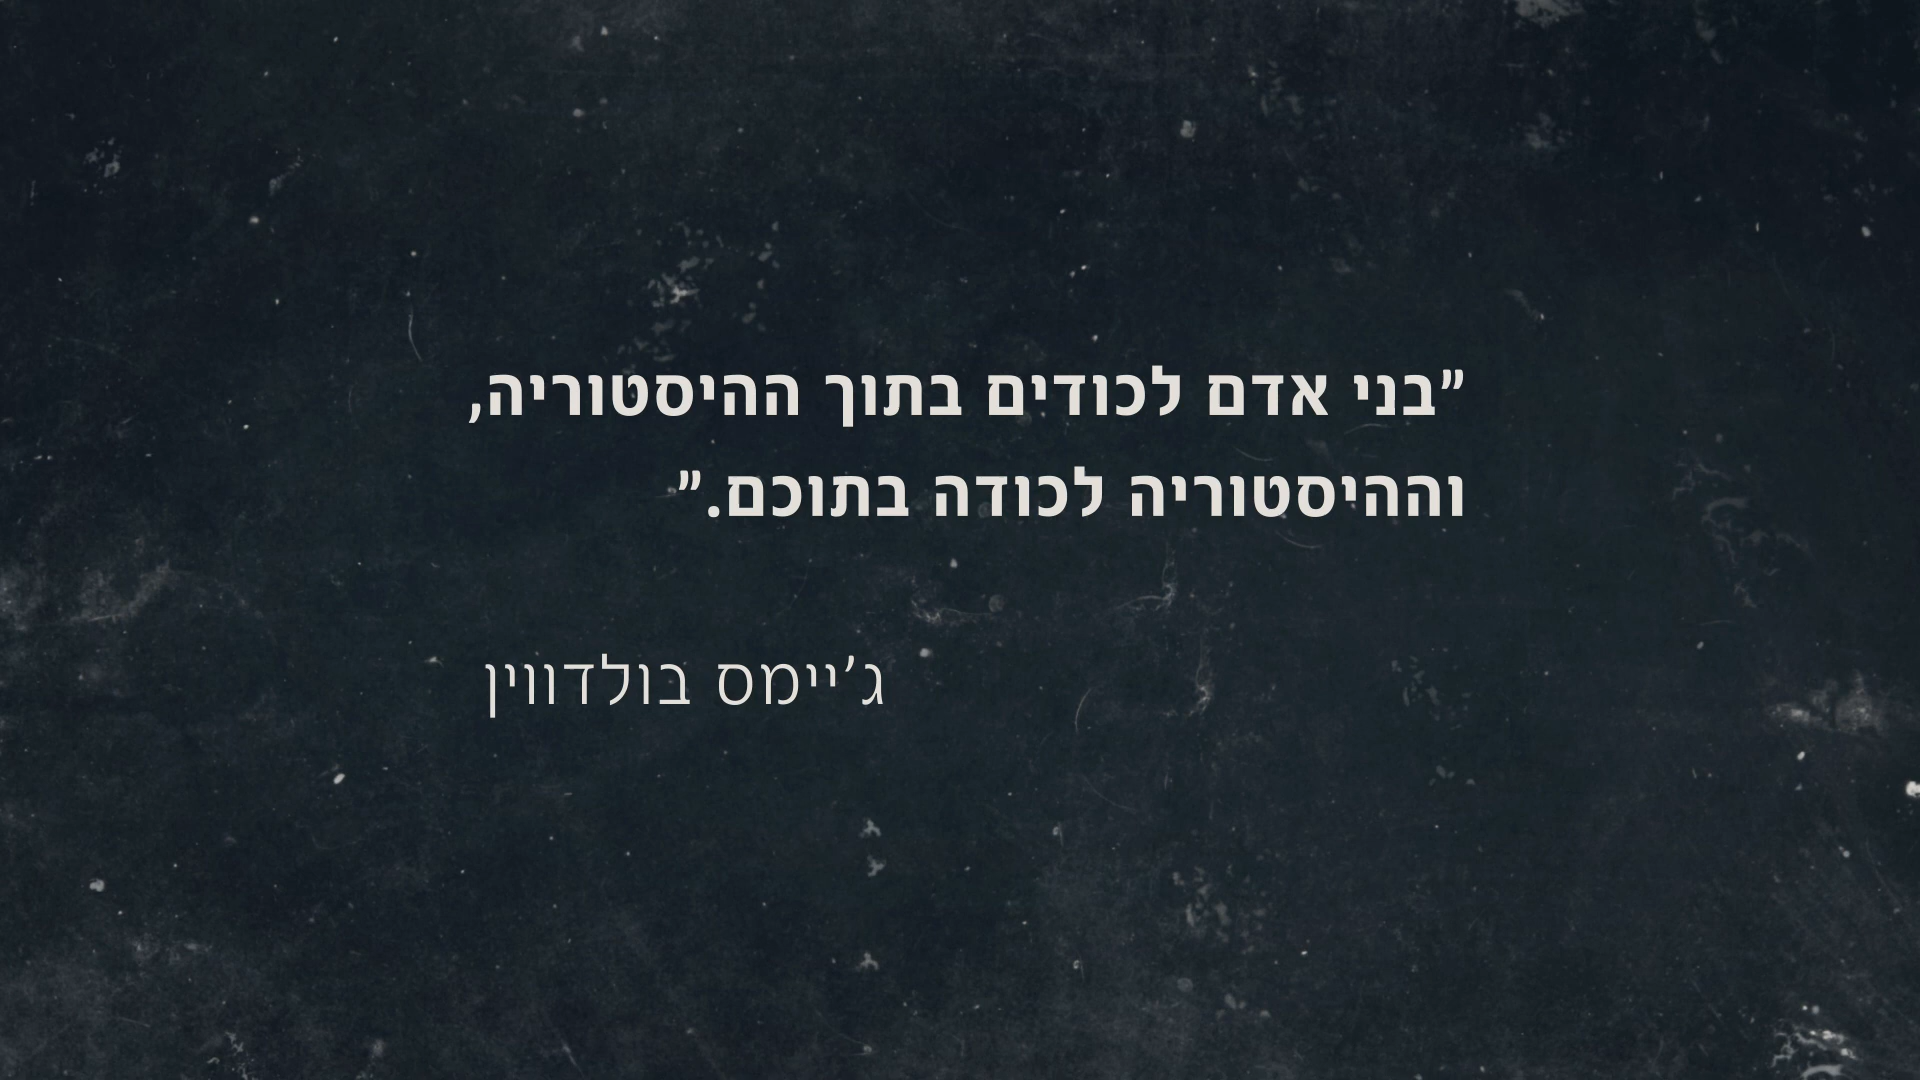 ״בני אדם לכודים בתוך ההיסטוריה,
וההיסטוריה לכודה בתוכם.״
ג׳יימס בולדווין